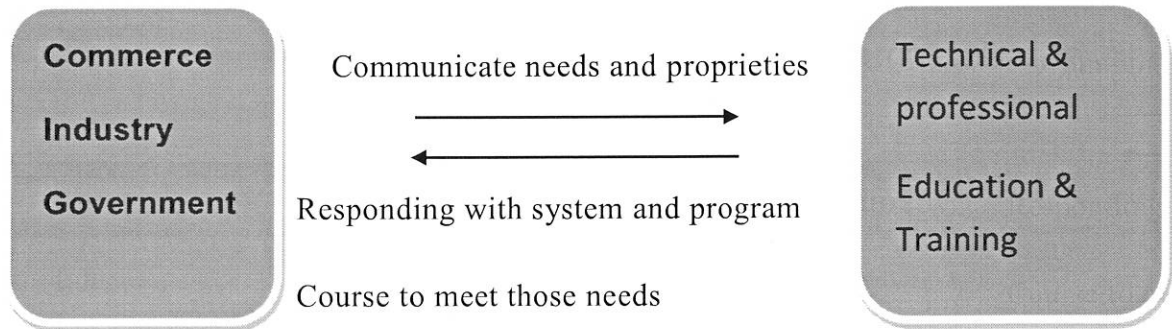 Commerce
Industry
Government
Communicate needs and proprieties
Responding with system and program
Course to meet those needs
Technical &
professional
Education &
Training